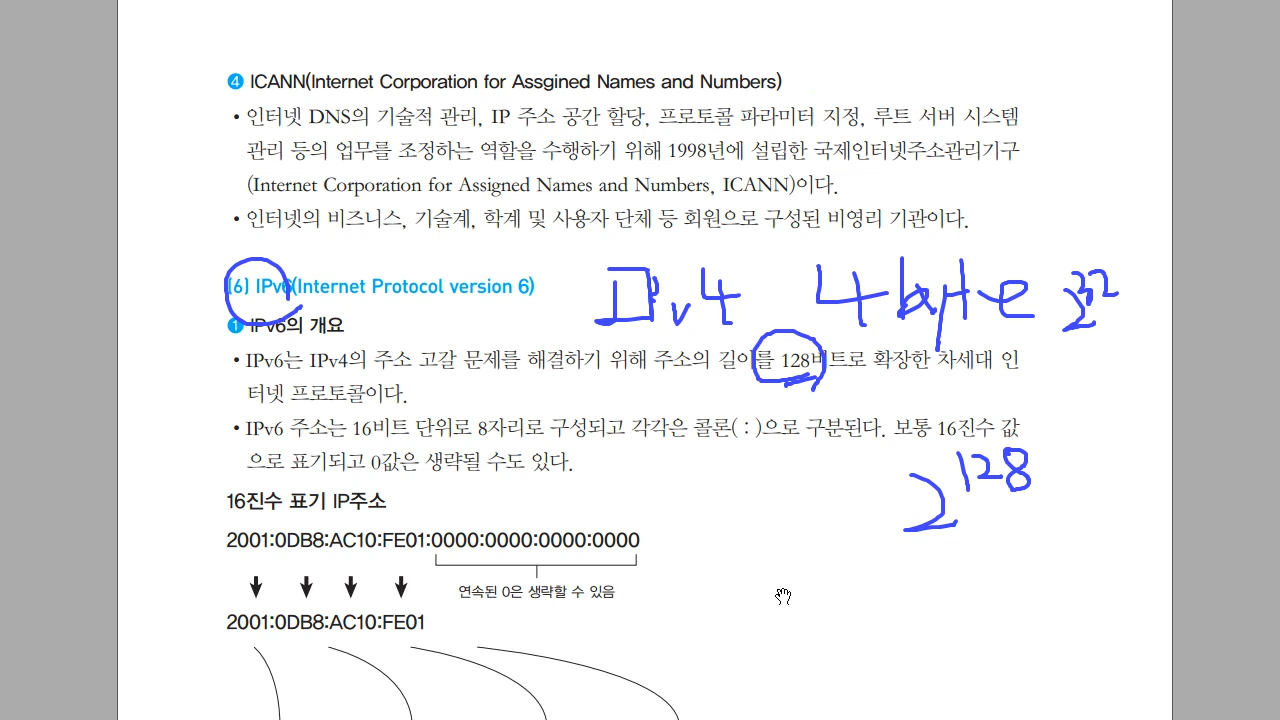 ❹ ICANN(Internet Corporation for Assgined Names and Numbers)
• 인터넷 DNS의 기술적 관리, IP 주소 공간 할당, 프로토콜 파라미터 지정, 루트 서버 시스템
관리 등의 업무를 조정하는 역할을 수행하기 위해 1998년에 설립한 국제인터넷주소관리기구
(Internet Corporation for Assigned Names and Numbers, ICANN)이다.
• 인터넷의 비즈니스, 기술계, 학계 및 사용자 단체 등 회원으로 구성된 비영리 기관이다.
(6) IPv6(Internet Protocol version 6)
IPv4 4byte 2^32
❶ IPv6의 개요
• IPv6는 IPv4의 주소 고갈 문제를 해결하기 위해 주소의 길이를 128비트로 확장한 차세대 인
터넷 프로토콜이다.
• IPv6 주소는 16비트 단위로 8자리로 구성되고 각각은 콜론( : )으로 구분된다. 보통 16진수 값
으로 표기되고 0값은 생략될 수도 있다.
2^128
16진수 표기 IP주소
2001:0DB8:AC10:FE01:0000:0000:0000:0000
연속된 0은 생략할 수 있음
2001:0DB8:AC10:FE01